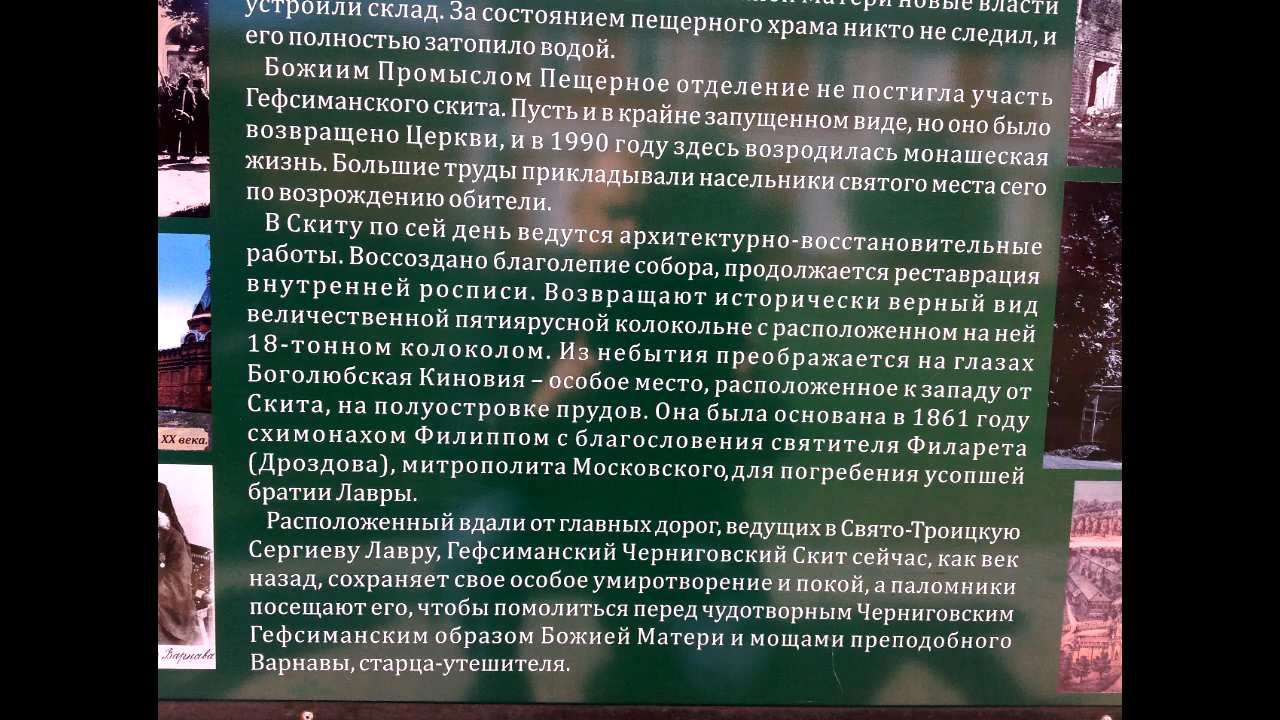 Матери новые власти
устроили склад. За состоянием пещерного храма никто не следил, и
его полностью затопило водой.
Божиим Промыслом Пещерное отделение не постигла участь
Гефсиманского скита. Пусть и в крайне запущенном виде, но оно было
возвращено Церкви, и в 1990 году здесь возродилась монашеская
жизнь. Большие труды прикладывали насельники святого места сего
по возрождению обители.
В Скиту по сей день ведутся архитектурно-восстановительные
работы. Воссоздано благолепие собора, продолжается реставрация
внутренней росписи. Возвращают исторически верный вид
величественной пятиярусной колокольне с расположенном на ней
18-тонном колоколом. Из небытия преображается на глазах
Боголюбская Киновия – особое место, расположенное к западу от
Скита, на полуостровке прудов. Она была основана в 1861 году
схимонахом Филиппом с благословения святителя Филарета
(Дроздова), митрополита Московского, для погребения усопшей
братии Лавры.
Расположенный вдали от главных дорог, ведущих в Свято-Троицкую
Сергиеву Лавру, Гефсиманский Черниговский Скит сейчас, как век
назад, сохраняет свое особое умиротворение и покой, а паломники
посещают его, чтобы помолиться перед чудотворным Черниговским
Гефсиманским образом Божией Матери и мощами преподобного
Варнавы, старца-утешителя.
XX века.
Варнава